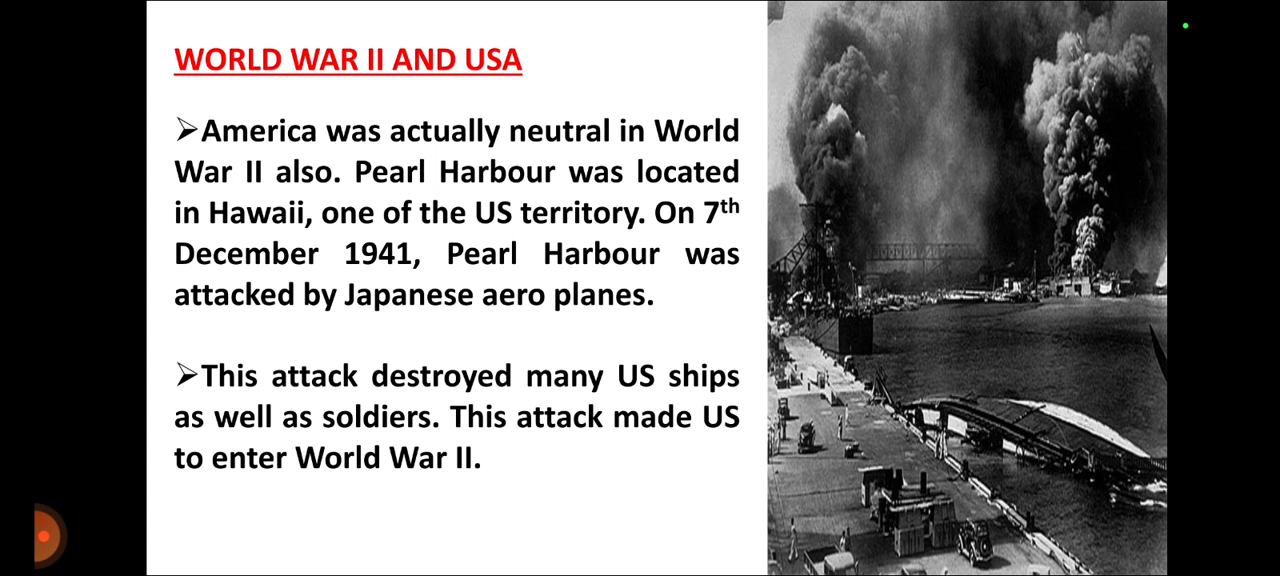 WORLD WAR II AND USA
➢America was actually neutral in World
War II also. Pearl Harbour was located
in Hawaii, one of the US territory. On 7th
December 1941, Pearl Harbour was
attacked by Japanese aero planes.
➢This attack destroyed many US ships
as well as soldiers. This attack made US
to enter World War II.